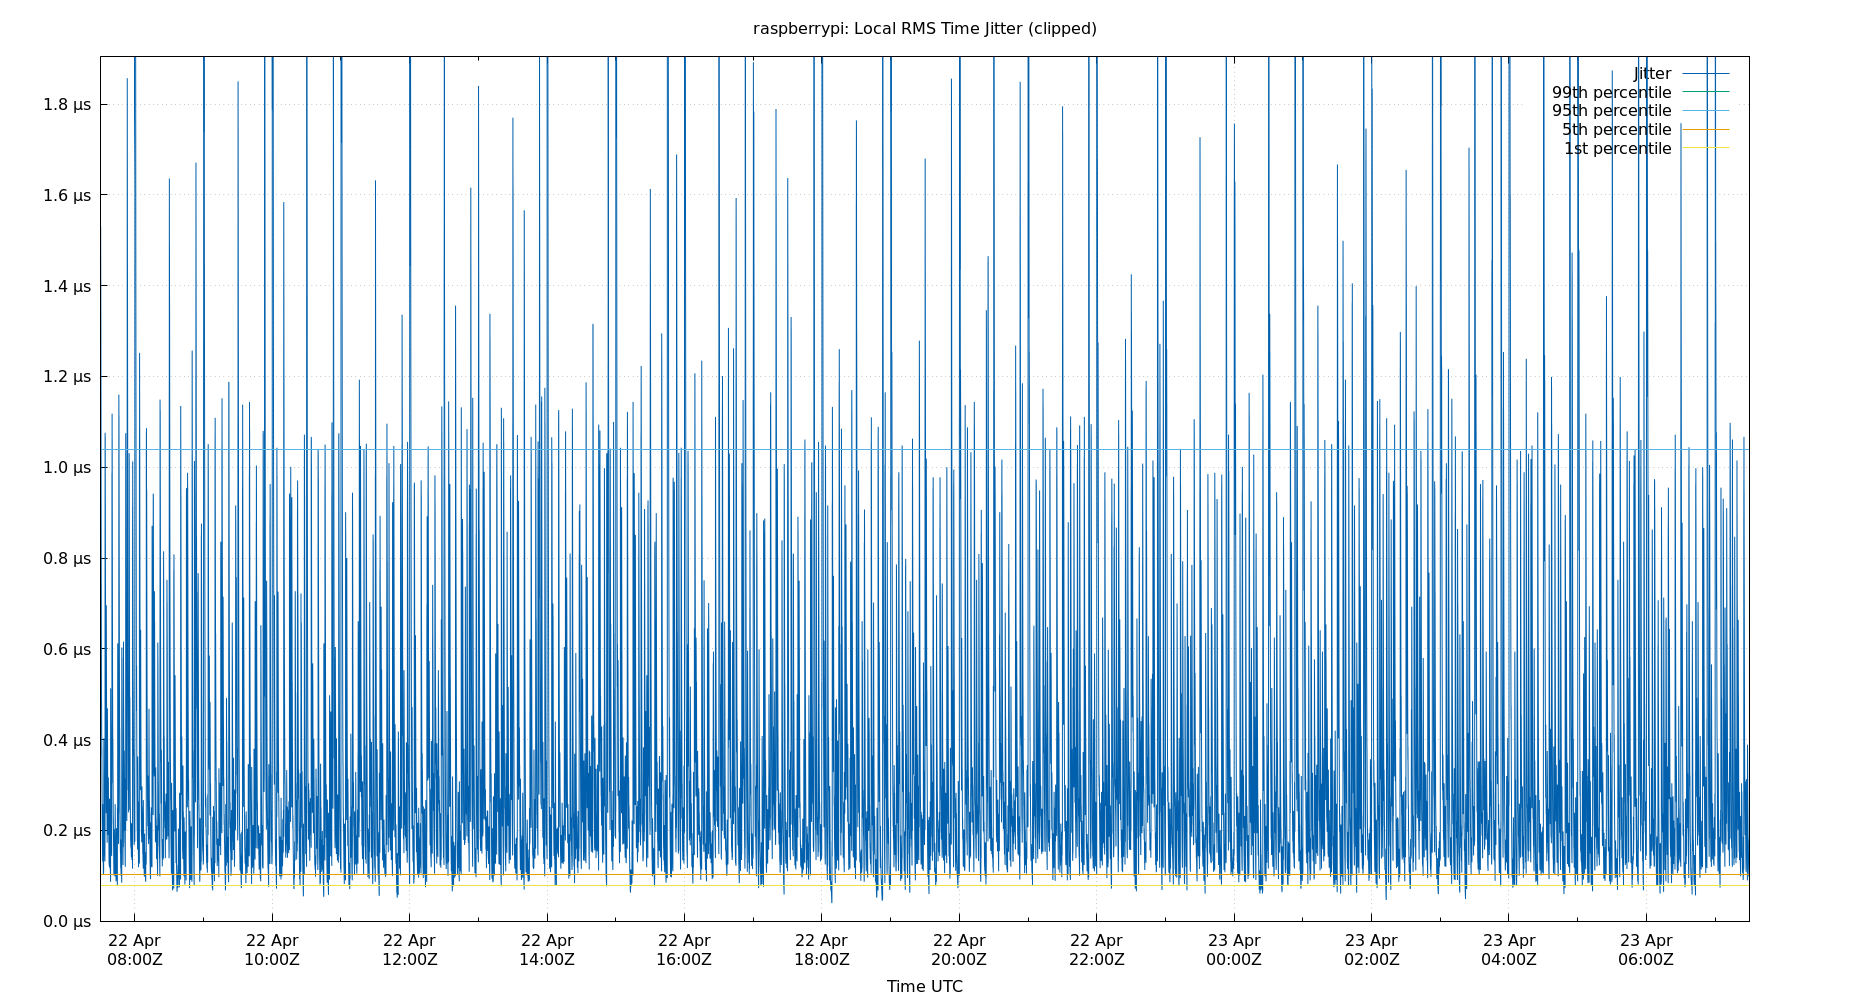 raspberrypi: Local RMS Time Jitter (clipped)
Jitter
99th percentile
95th percentile
5th percentile
1st percentile
1.8 µs
1.6 µs
1.4 µs
1.2 µs
1.0 µs
0.8 µs
0.6 µs
0.4 µs
0.2 µs
0.0 µs
22 Apr 22 Apr 22 Apr 22 Apr 22 Apr 22 Apr 22 Apr 22 Apr 23 Apr 23 Apr 23 Apr 23 Apr
08:00Z 10:00Z 12:00Z 14:00Z 16:00Z 18:00Z 20:00Z 22:00Z 00:00Z 02:00Z 04:00Z 06:00Z
Time UTC